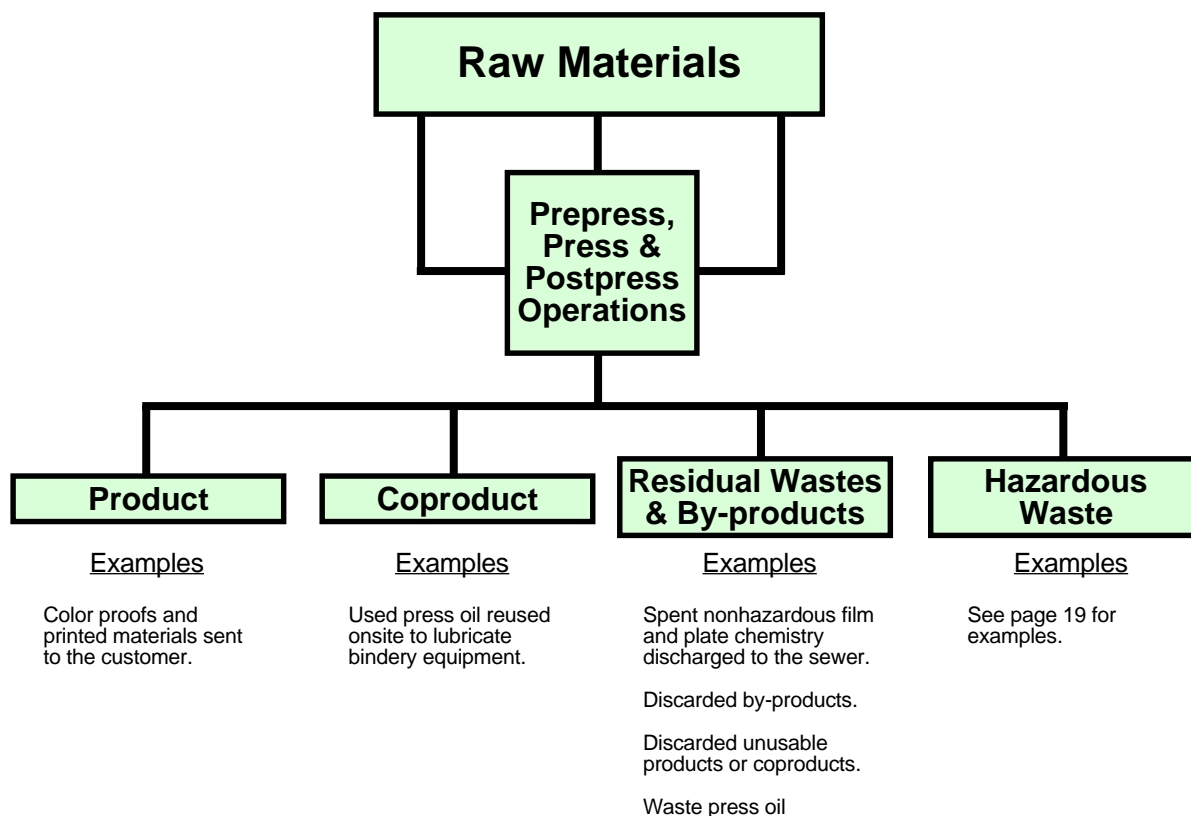 Raw Materials
Prepress,
Press &
Postpress
Operations
Product
Examples
Color proofs and
printed materials sent
to the customer.
Coproduct
Examples
Used press oil reused
onsite to lubricate
bindery equipment.
Residual Wastes
& By-products
Examples
Spent nonhazardous film
and plate chemistry
discharged to the sewer.
Discarded by-products.
Discarded unusable
products or coproducts.
Waste press oil
Hazardous
Waste
Examples
See page 19 for
examples.